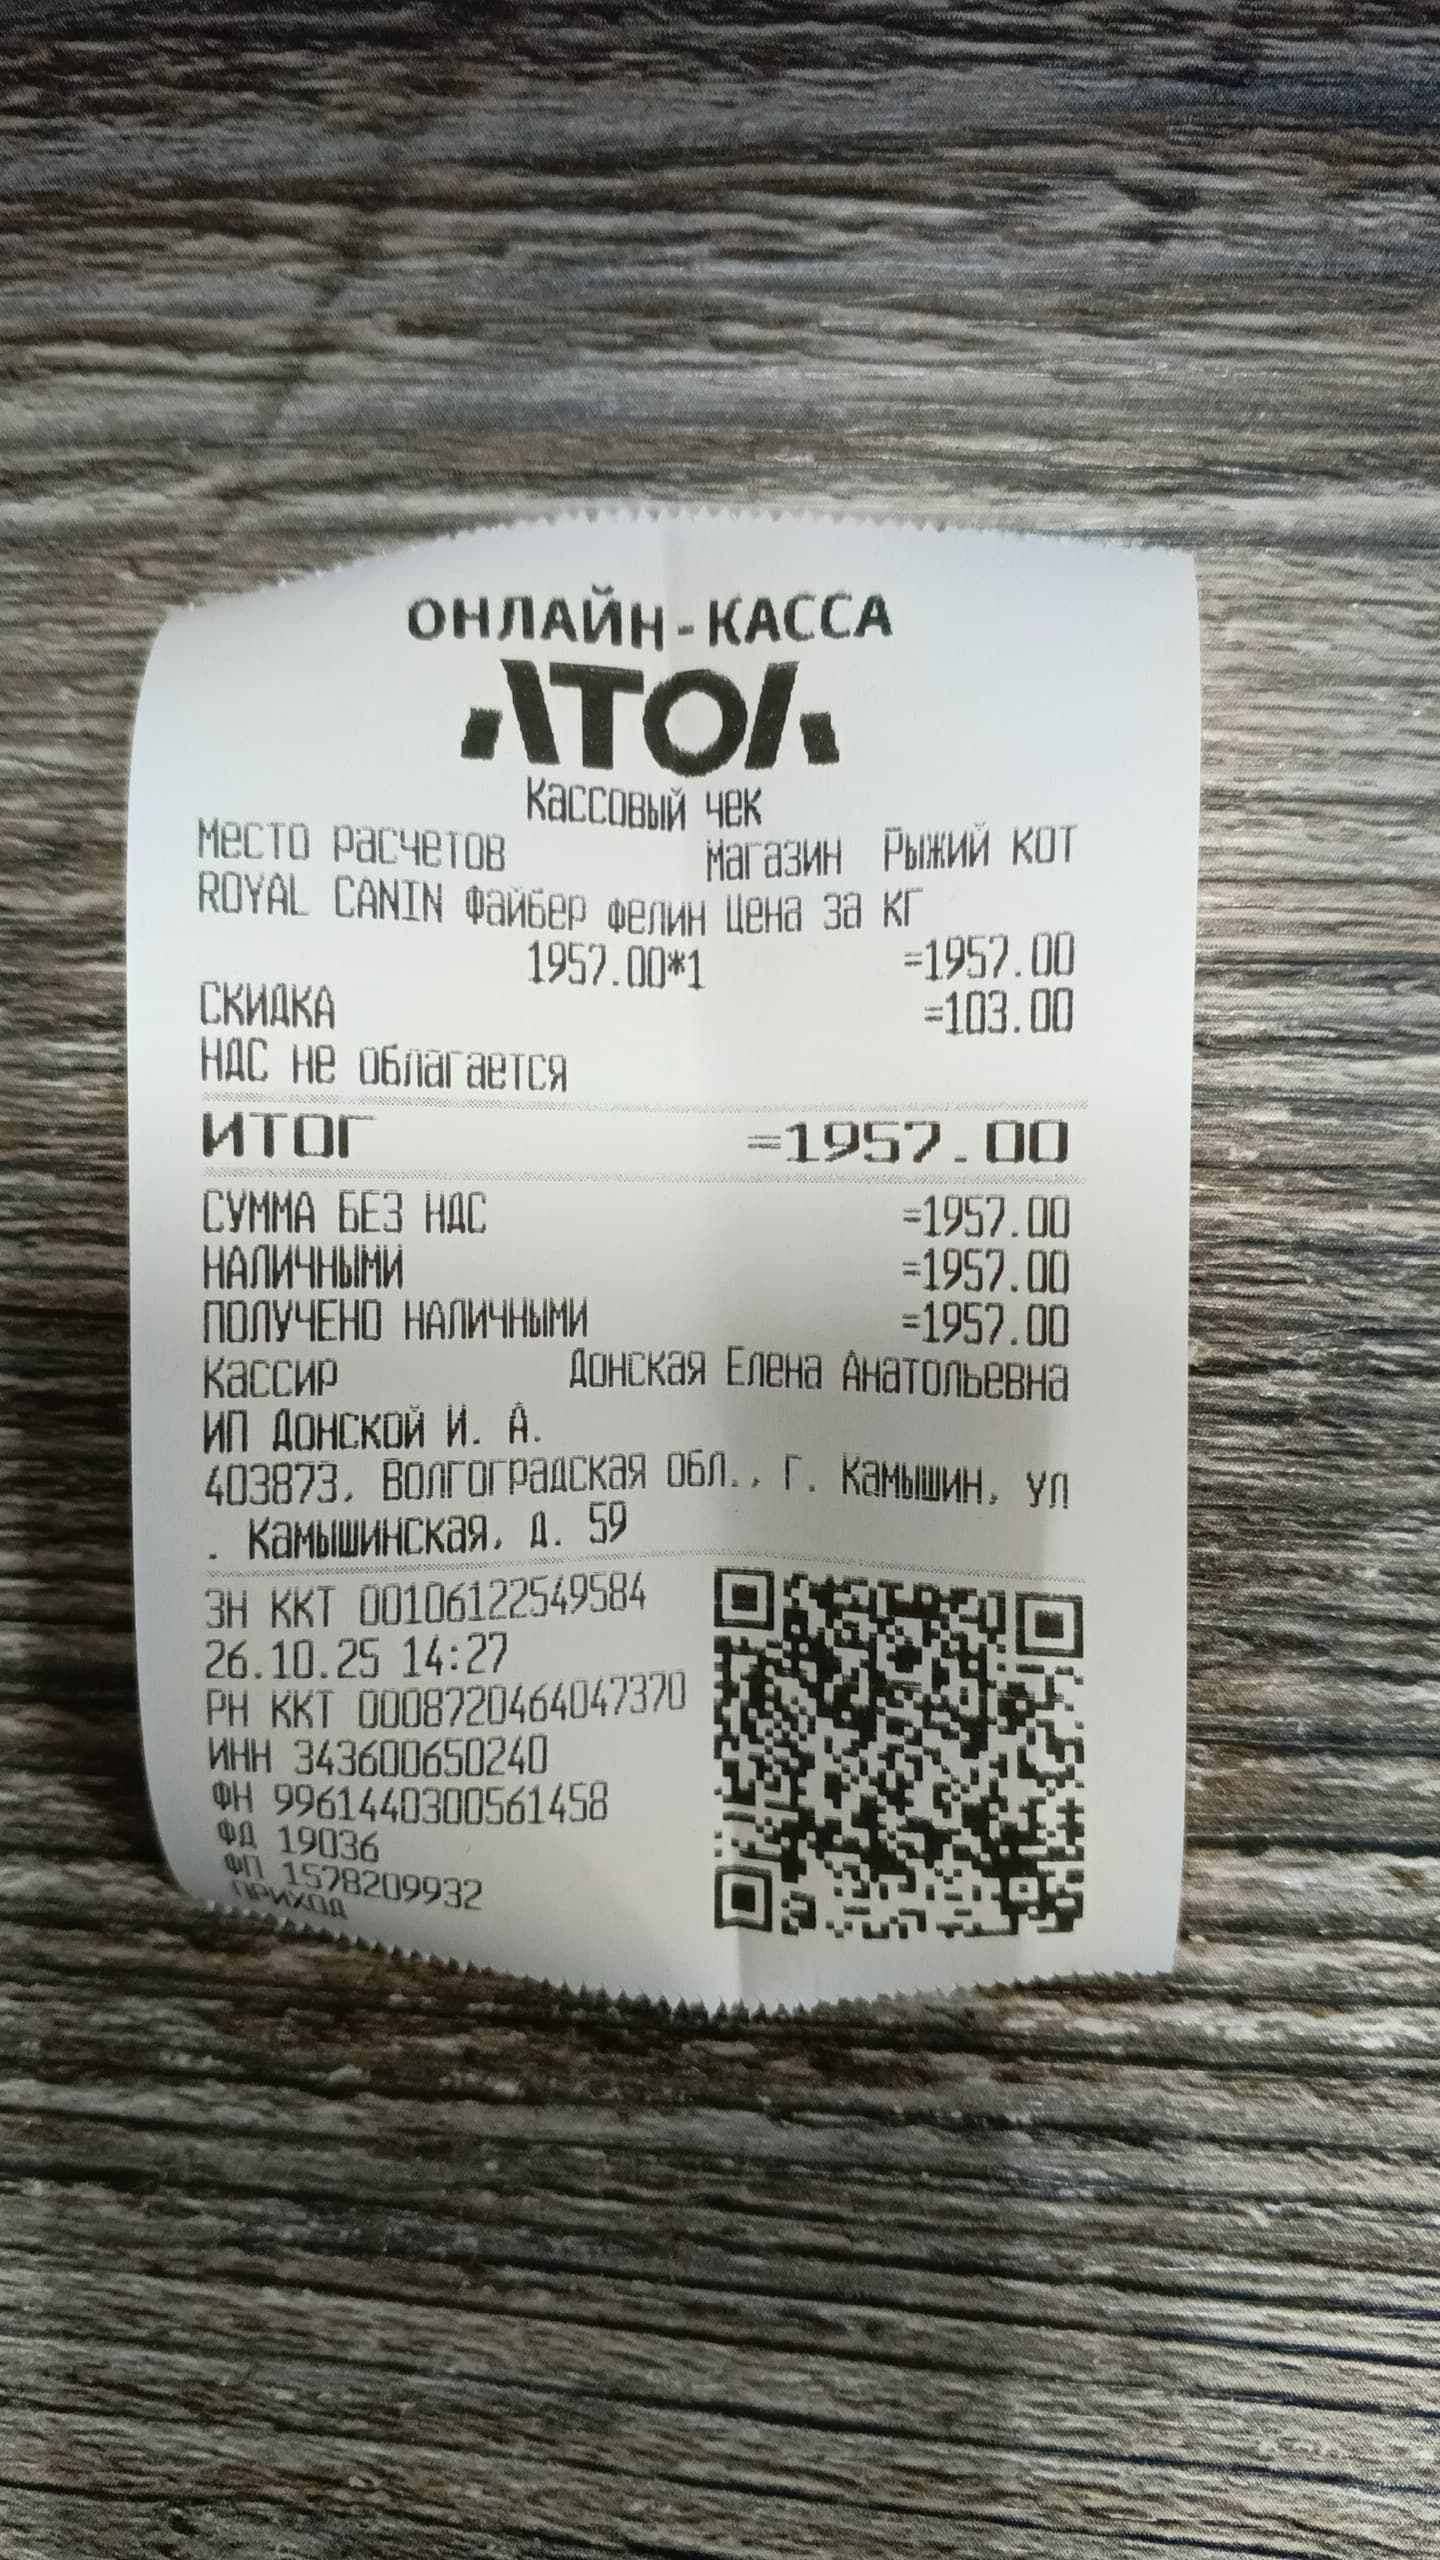 ОНЛАЙН-КАССА
АТОЛ
Кассовый чек
Место расчетов Магазин Рыжий кот
ROYAL CANIN Файбер фелин Цена за кг
1957.00*1 =1957.00
СКИДКА =103.00
НДС не облагается
ИТОГ =1957.00
СУММА БЕЗ НДС =1957.00
НАЛИЧНЫМИ =1957.00
ПОЛУЧЕНО НАЛИЧНЫМИ =1957.00
Кассир Донская Елена Анатольевна
ИП Донской И. А.
403873, Волгоградская обл., г. Камышин, ул
. Камышинская, д. 59
ЗН ККТ 00106122549584
26.10.25 14:27
РН ККТ 0008720464047370
ИНН 343600650240
ФН 9961440300561458
ФД 19036
ФП 1578209932
ПРИХОД